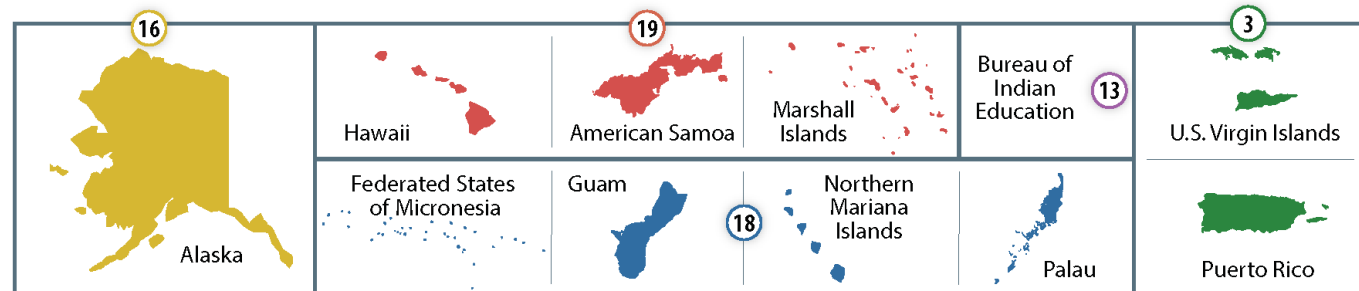 16
Alaska
19
Hawaii
American Samoa
Marshall
Islands
Bureau of
Indian
Education
13
Federated States
of Micronesia
Guam
18
Northern
Mariana
Islands
Palau
3
U.S. Virgin Islands
Puerto Rico